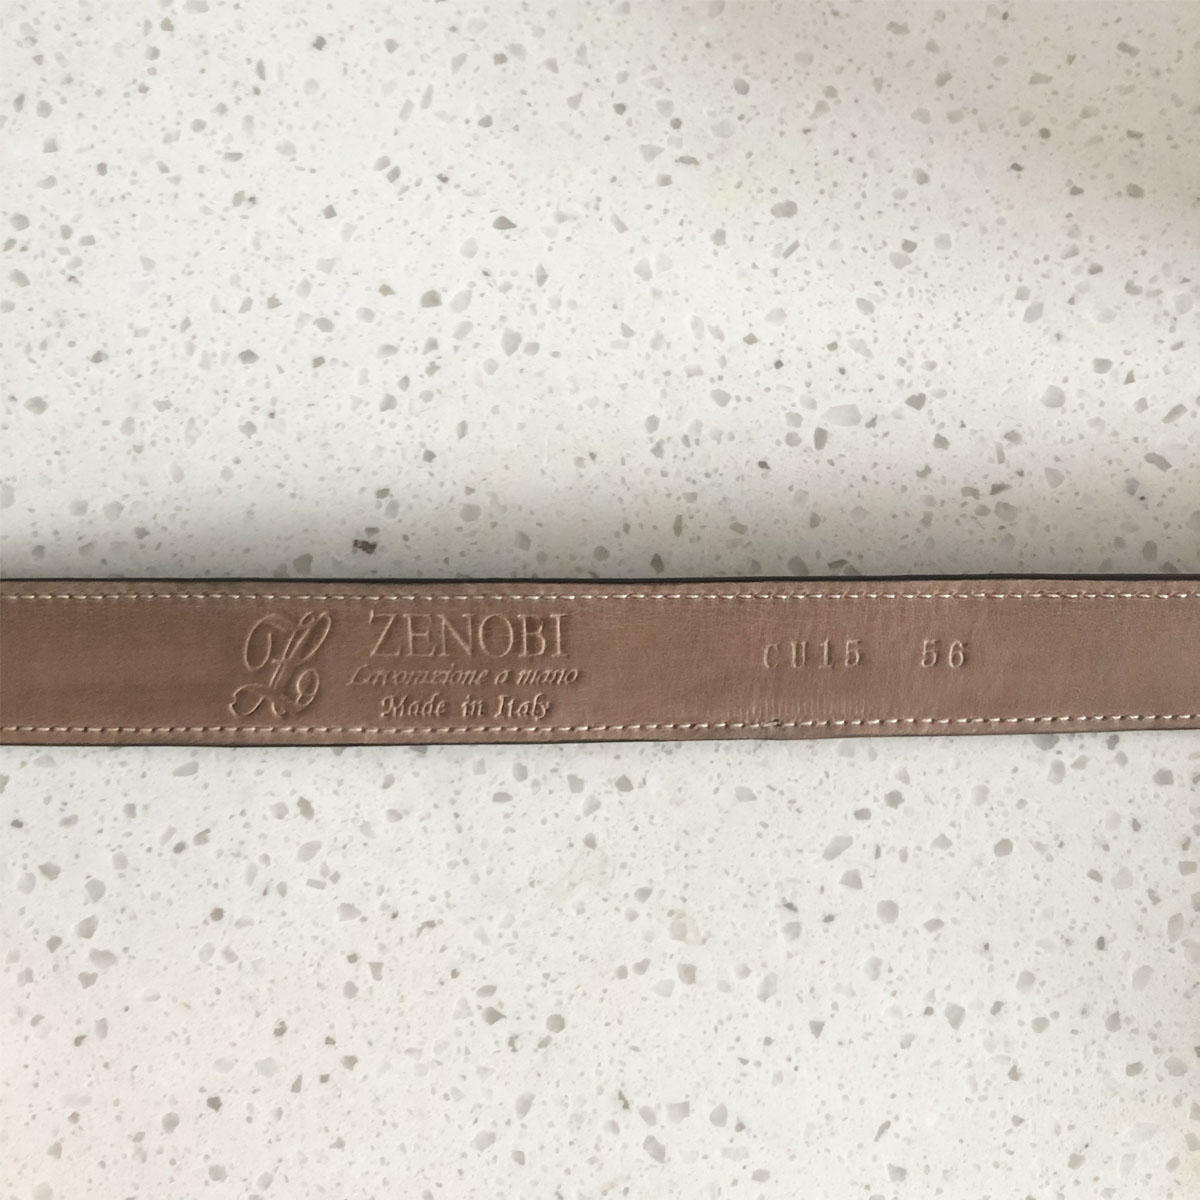 ZENOBI
Lavorazione a mano
Made in Italy
CU15 56